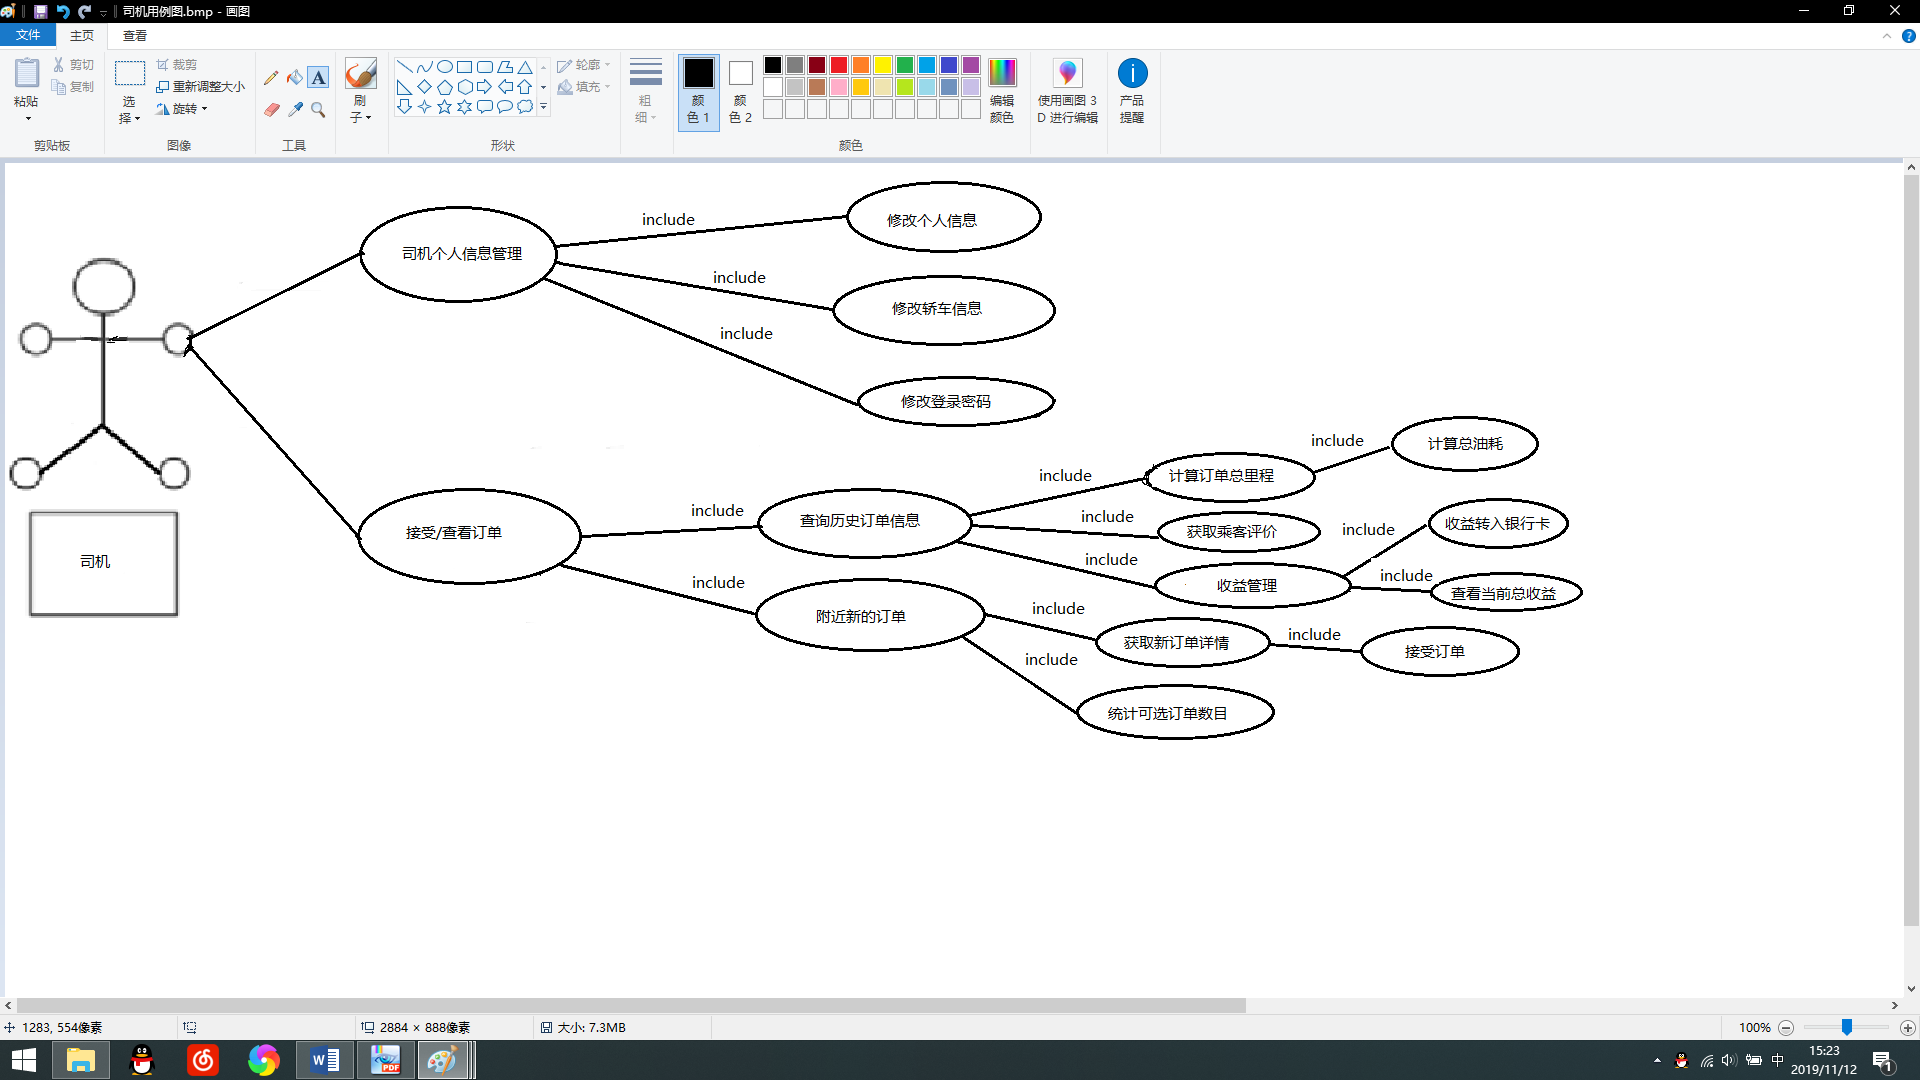 司机用例图.bmp - 画图
文件 主页 查看
粘贴
剪切
复制
剪贴板
选择
裁剪
重新调整大小
旋转
图像
A
工具
刷子
轮廓
填充
形状
粗细
颜色 1
颜色 2
编辑颜色
颜色
使用画图 3D 进行编辑
产品提醒
司机
司机个人信息管理
include
修改个人信息
include
修改轿车信息
include
修改登录密码
接受/查看订单
include
查询历史订单信息
include
计算订单总里程
include
计算总油耗
include
获取乘客评价
include
收益管理
include
收益转入银行卡
include
查看当前总收益
include
附近新的订单
include
获取新订单详情
include
接受订单
include
统计可选订单数目
1283, 554像素
2884 × 888像素
大小: 7.3MB
100%
中
15:23
2019/11/12
1